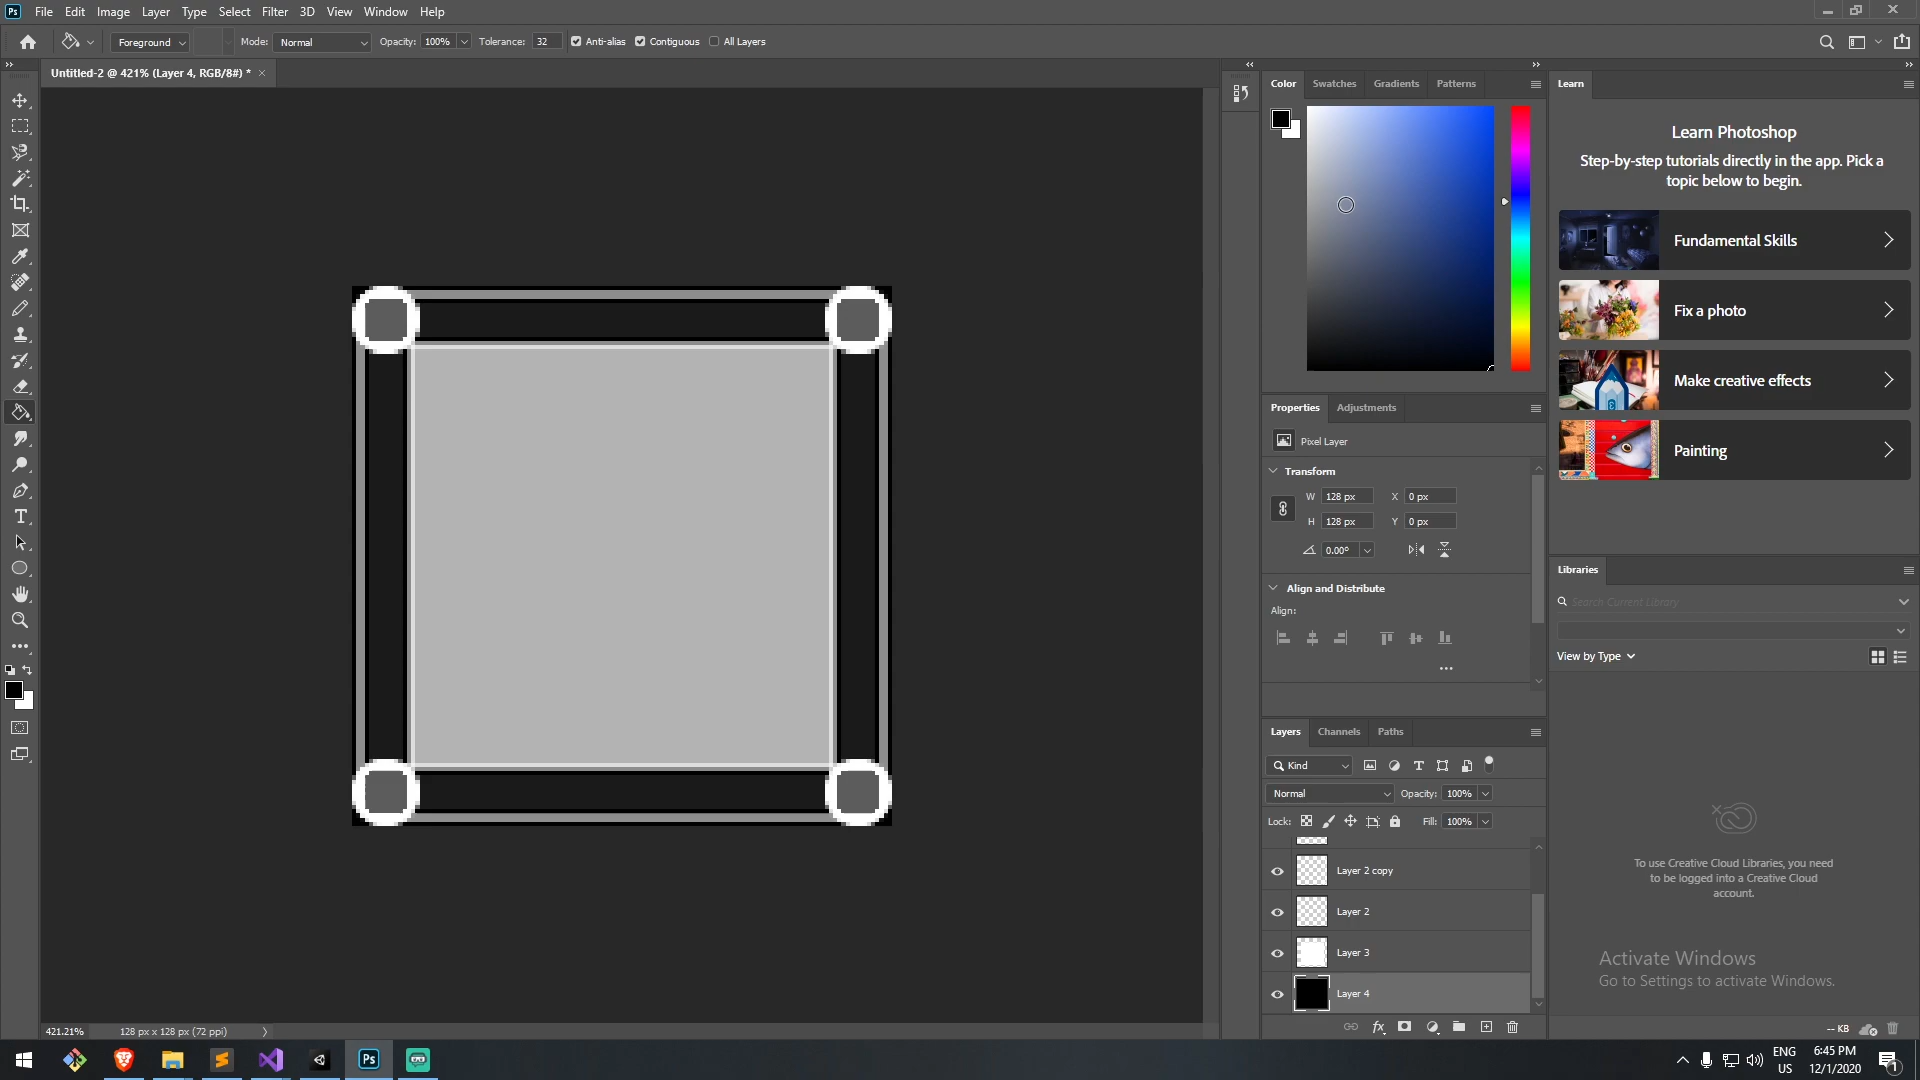 Ps File Edit Image Layer Type Select Filter 3D View Window Help
Foreground Mode: Normal Opacity: 100% Tolerance: 32 Anti-alias Contiguous All Layers
Untitled-2 @ 421% (Layer 4, RGB/8#) *
Color Swatches Gradients Patterns
Learn
Learn Photoshop
Step-by-step tutorials directly in the app. Pick a
topic below to begin.
Fundamental Skills
Fix a photo
Make creative effects
Painting
Properties Adjustments
Pixel Layer
Transform
W 128 px X 0 px
H 128 px Y 0 px
0.00°
Align and Distribute
Align:
Libraries
Search Current Library
View by Type
To use Creative Cloud Libraries, you need
to be logged into a Creative Cloud
account.
Layers Channels Paths
Kind
Normal Opacity: 100%
Lock: Fill: 100%
Layer 2 copy
Layer 2
Layer 3
Layer 4
Activate Windows
Go to Settings to activate Windows.
-- KB
421.21% 128 px x 128 px (72 ppi)
Ps
ENG
US
6:45 PM
12/1/2020
1